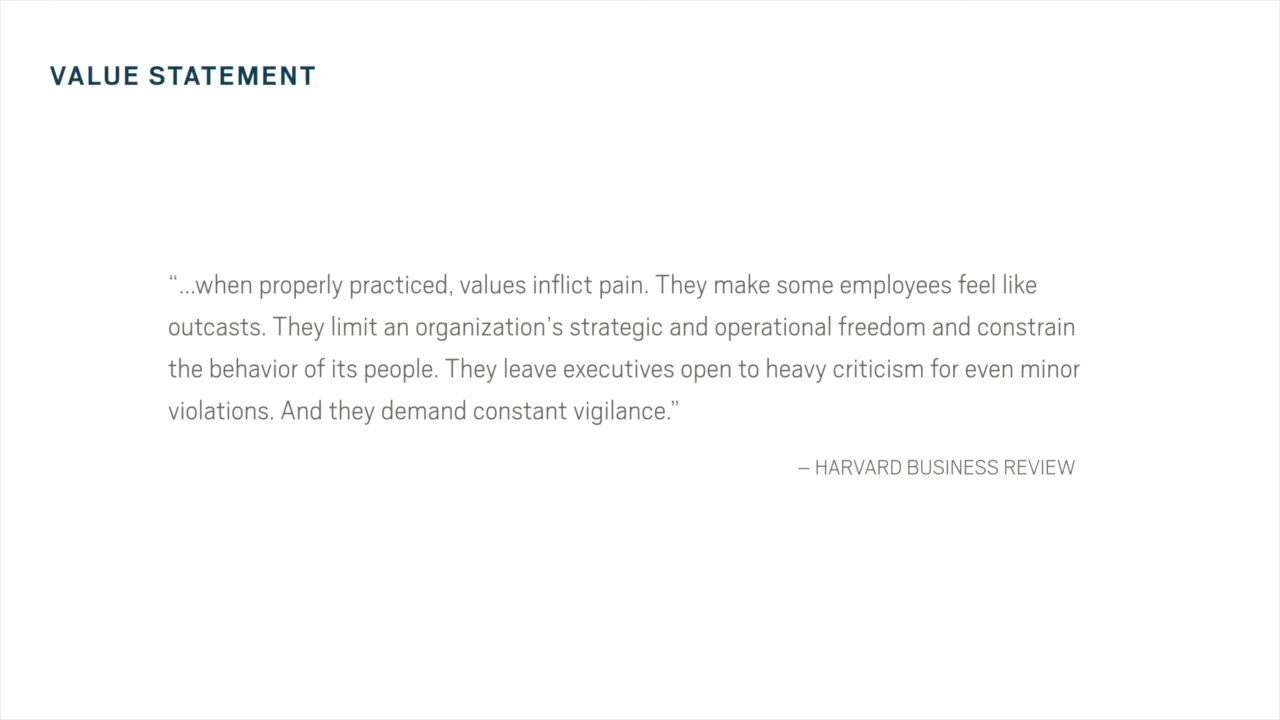 VALUE STATEMENT
“...when properly practiced, values inflict pain. They make some employees feel like
outcasts. They limit an organization’s strategic and operational freedom and constrain
the behavior of its people. They leave executives open to heavy criticism for even minor
violations. And they demand constant vigilance.”
– HARVARD BUSINESS REVIEW